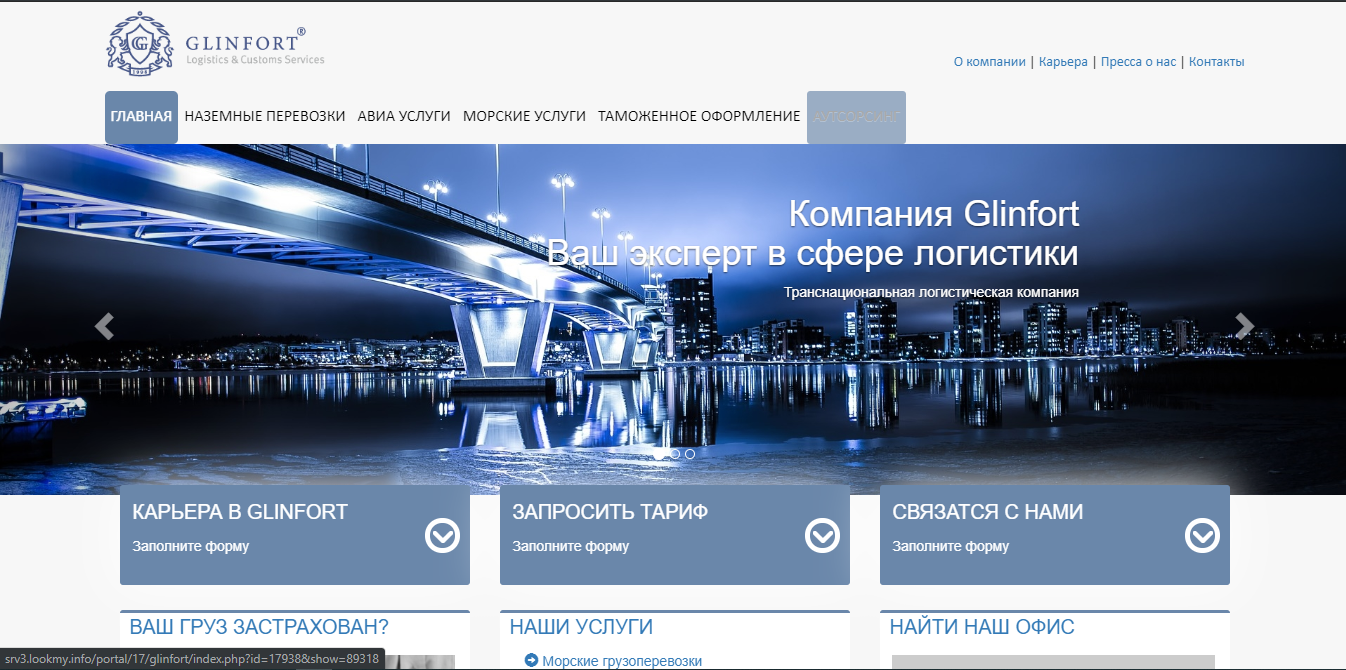 GLINFORT®
Logistics & Customs Services
1998
О компании | Карьера | Пресса о нас | Контакты
ГЛАВНАЯ НАЗЕМНЫЕ ПЕРЕВОЗКИ АВИА УСЛУГИ МОРСКИЕ УСЛУГИ ТАМОЖЕННОЕ ОФОРМЛЕНИЕ АУТСОРСИНГ
Компания Glinfort
Ваш эксперт в сфере логистики
Транснациональная логистическая компания
КАРЬЕРА В GLINFORT
Заполните форму
ЗАПРОСИТЬ ТАРИФ
Заполните форму
СВЯЗАТСЯ С НАМИ
Заполните форму
ВАШ ГРУЗ ЗАСТРАХОВАН?
НАШИ УСЛУГИ
Морские грузоперевозки
НАЙТИ НАШ ОФИС
srv3.lookmy.info/portal/17/glinfort/index.php?id=17938&show=89318